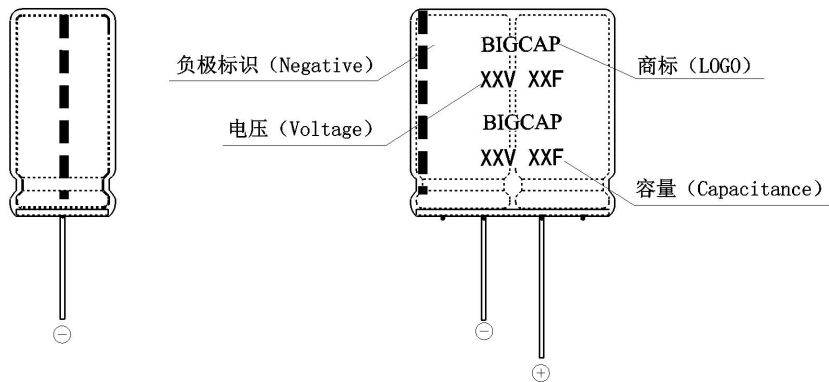 负极标识（Negative）
BIGCAP
商标（LOGO）
XXV XXF
电压（Voltage）
BIGCAP
XXV XXF
容量（Capacitance）
⊖
⊖
⊕